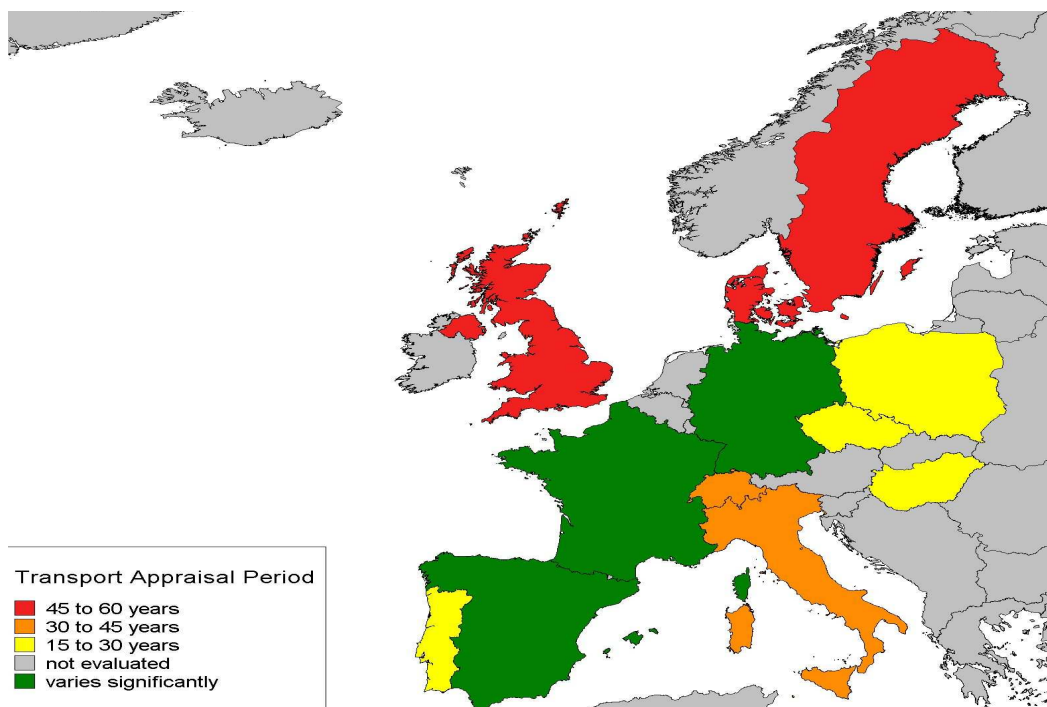 Transport Appraisal Period
45 to 60 years
30 to 45 years
15 to 30 years
not evaluated
varies significantly